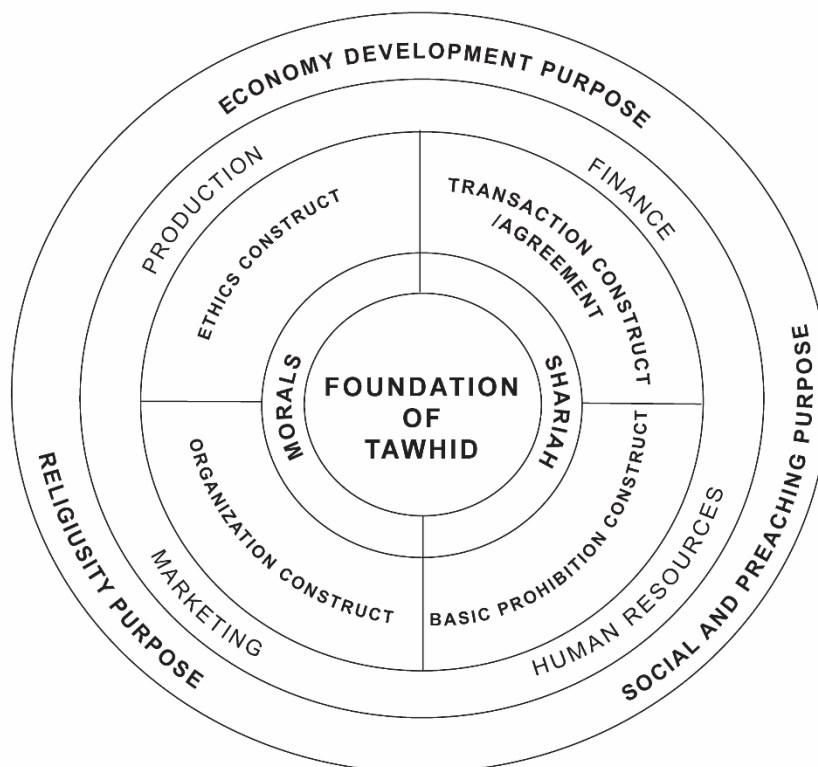 ECONOMY DEVELOPMENT PURPOSE
PRODUCTION
FINANCE
ETHICS CONSTRUCT
TRANSACTION CONSTRUCT
/AGREEMENT
MORALS
SHARIAH
FOUNDATION
OF
TAWHID
ORGANIZATION CONSTRUCT
BASIC PROHIBITION CONSTRUCT
MARKETING
HUMAN RESOURCES
RELIGIUSITY PURPOSE
SOCIAL AND PREACHING PURPOSE